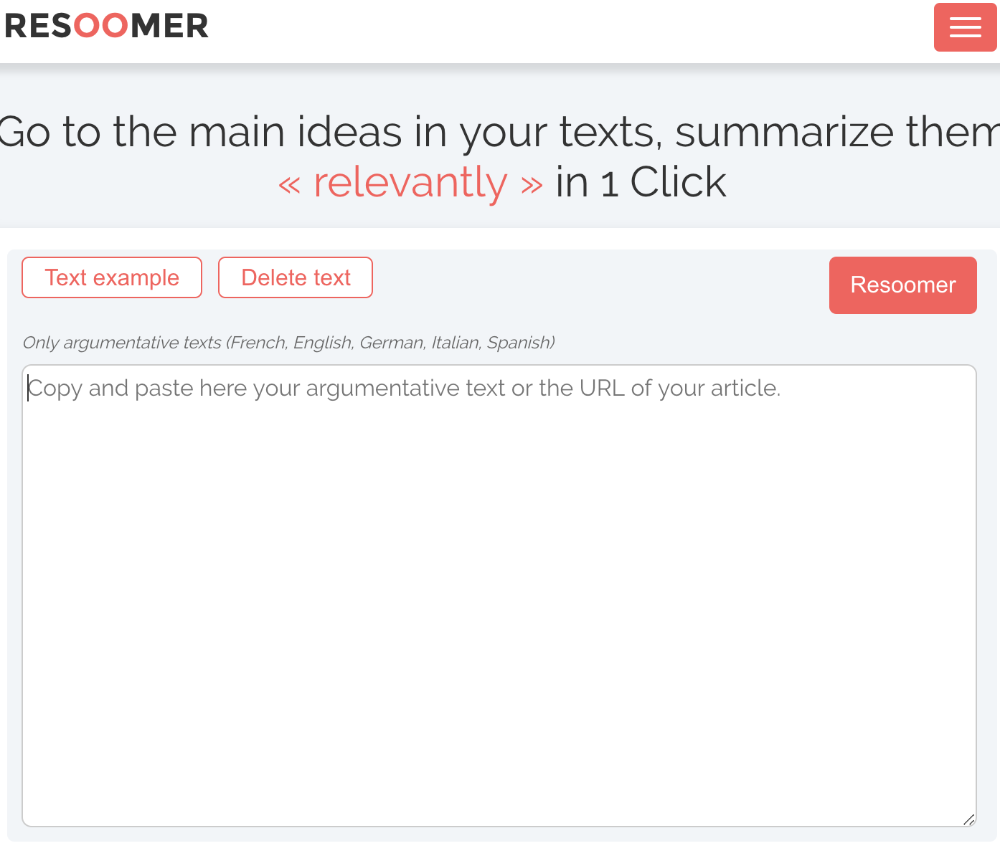 RESOOMER
Go to the main ideas in your texts, summarize them
« relevantly » in 1 Click
Text example
Delete text
Resoomer
Only argumentative texts (French, English, German, Italian, Spanish)
Copy and paste here your argumentative text or the URL of your article.